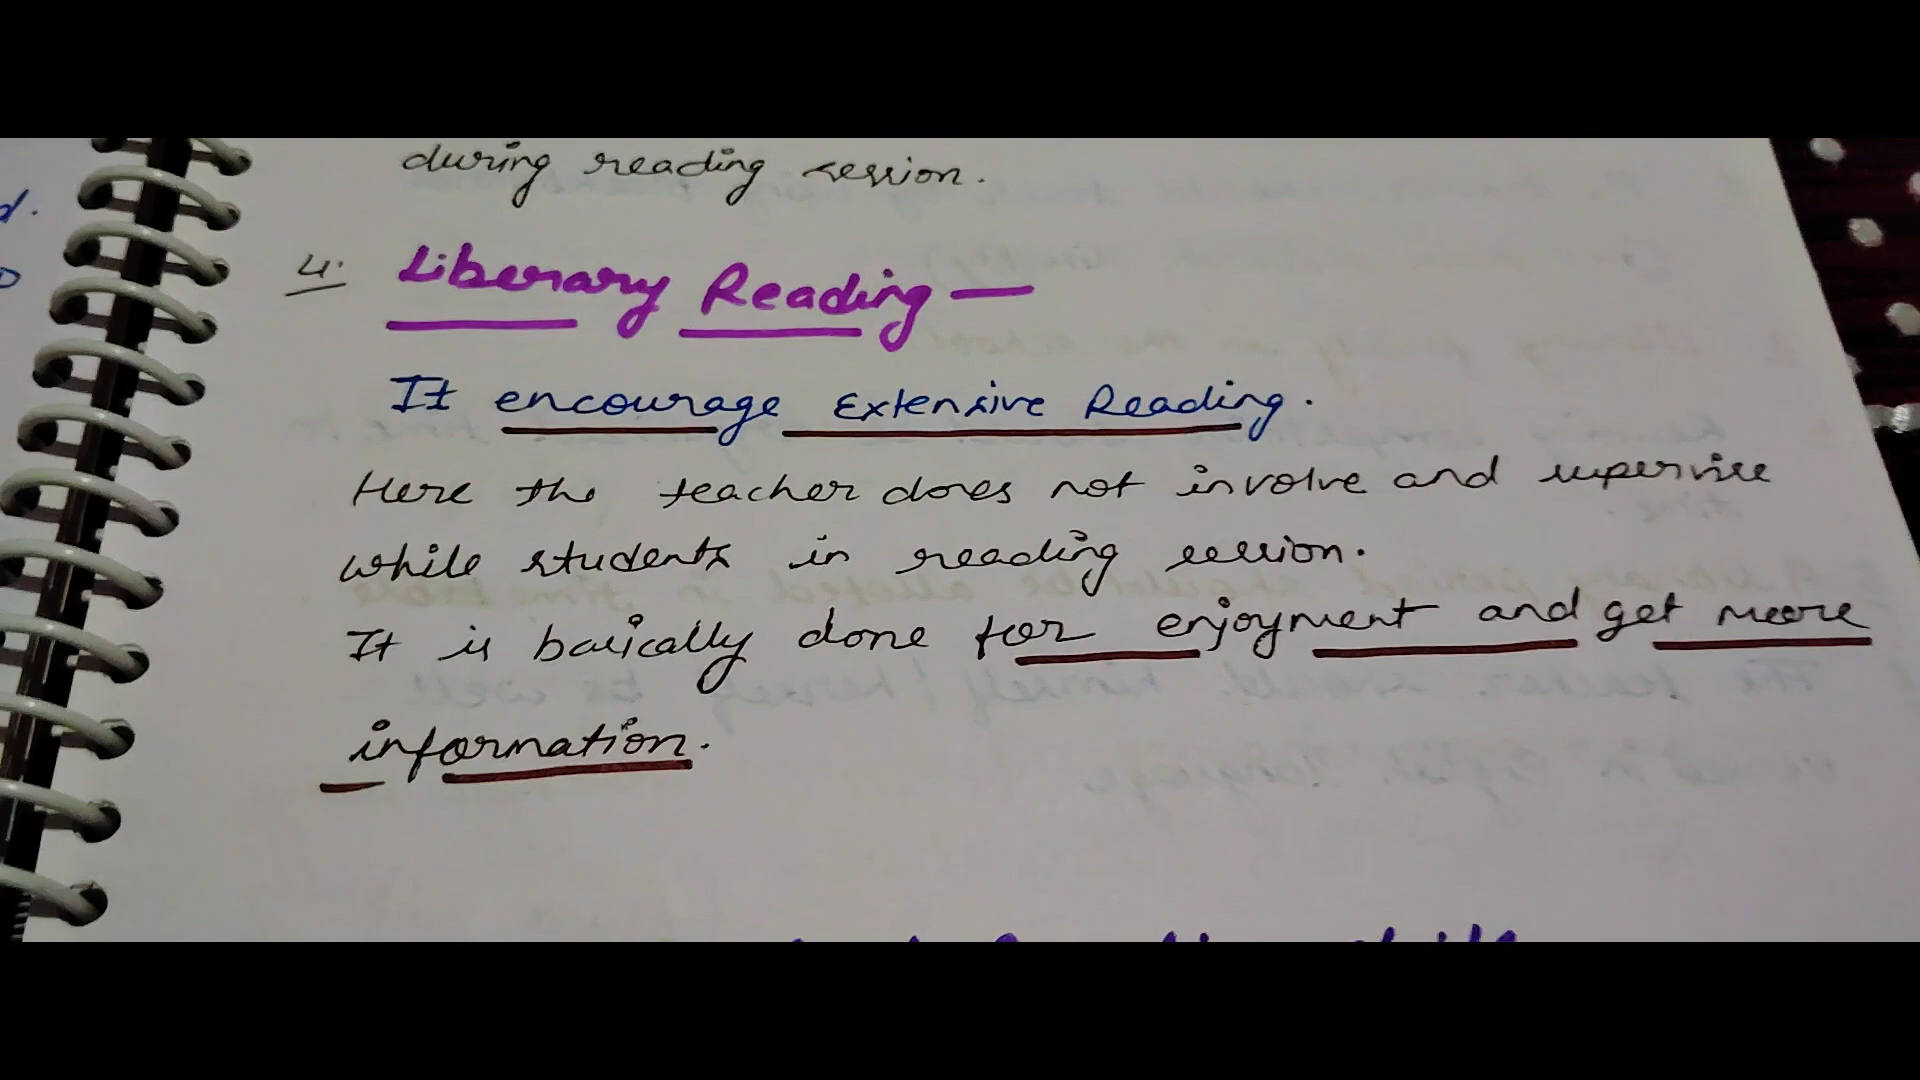 during reading session.
4. Liberary Reading —
It encourage Extensive Reading.
Here the teacher does not involve and supervise
while students in reading session.
It is basically done for enjoyment and get more
information.